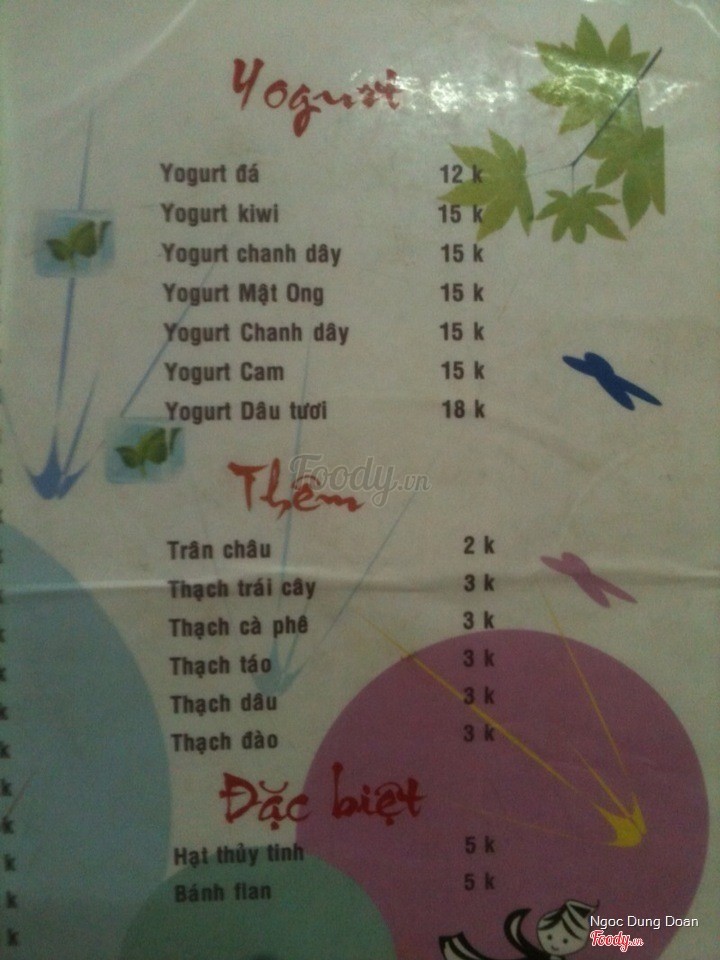 Yogurt
Yogurt đá 12 k
Yogurt kiwi 15 k
Yogurt chanh dây 15 k
Yogurt Mật Ong 15 k
Yogurt Chanh dây 15 k
Yogurt Cam 15 k
Yogurt Dâu tươi 18 k
Foody.vn
Thêm
Trân châu 2 k
Thạch trái cây 3 k
Thạch cà phê 3 k
Thạch táo 3 k
Thạch dâu 3 k
Thạch đào 3 k
Đặc biệt
Hạt thủy tinh 5 k
Bánh flan 5 k
k
k
k
k
k
k
Ngoc Dung Doan
Foody.vn